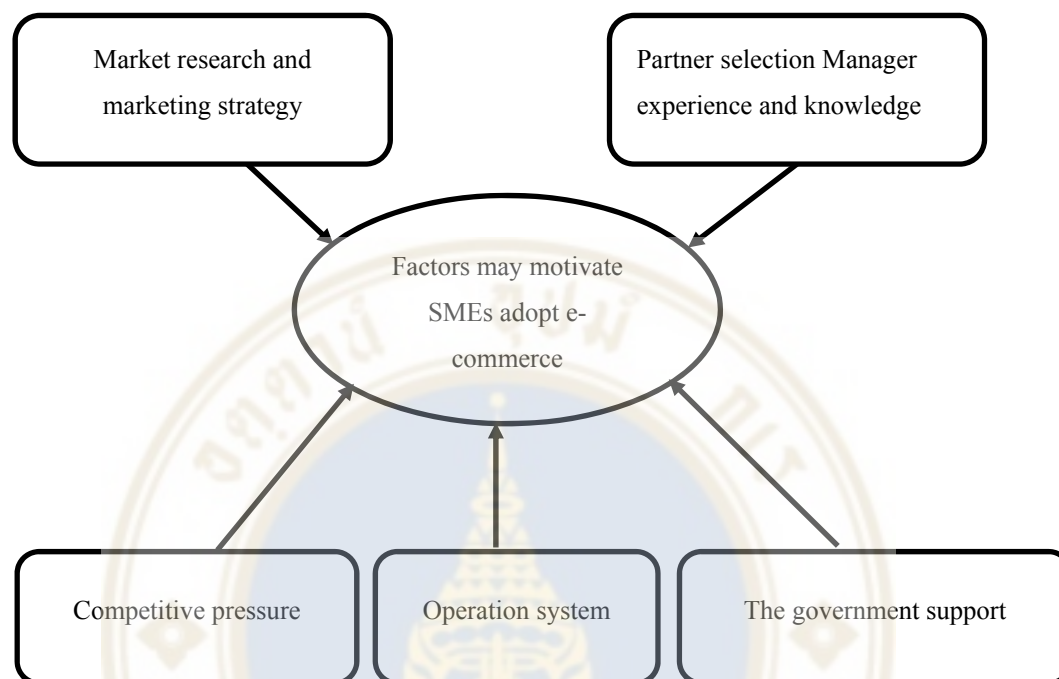 Market research and
marketing strategy
Partner selection Manager
experience and knowledge
Factors may motivate
SMEs adopt e-
commerce
Competitive pressure
Operation system
The government support